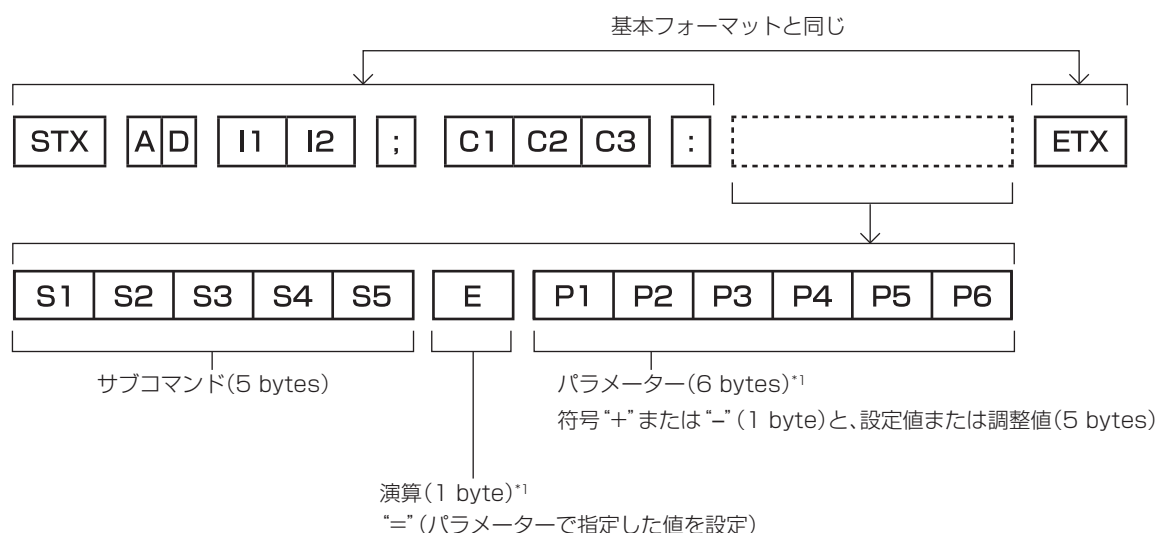 基本フォーマットと同じ
STX A D I1 I2 ; C1 C2 C3 : ETX
S1 S2 S3 S4 S5 E P1 P2 P3 P4 P5 P6
サブコマンド(5 bytes)
パラメーター(6 bytes)*1
符号“+”または“–”(1 byte)と、設定値または調整値(5 bytes)
演算(1 byte)*1
“=”(パラメーターで指定した値を設定)